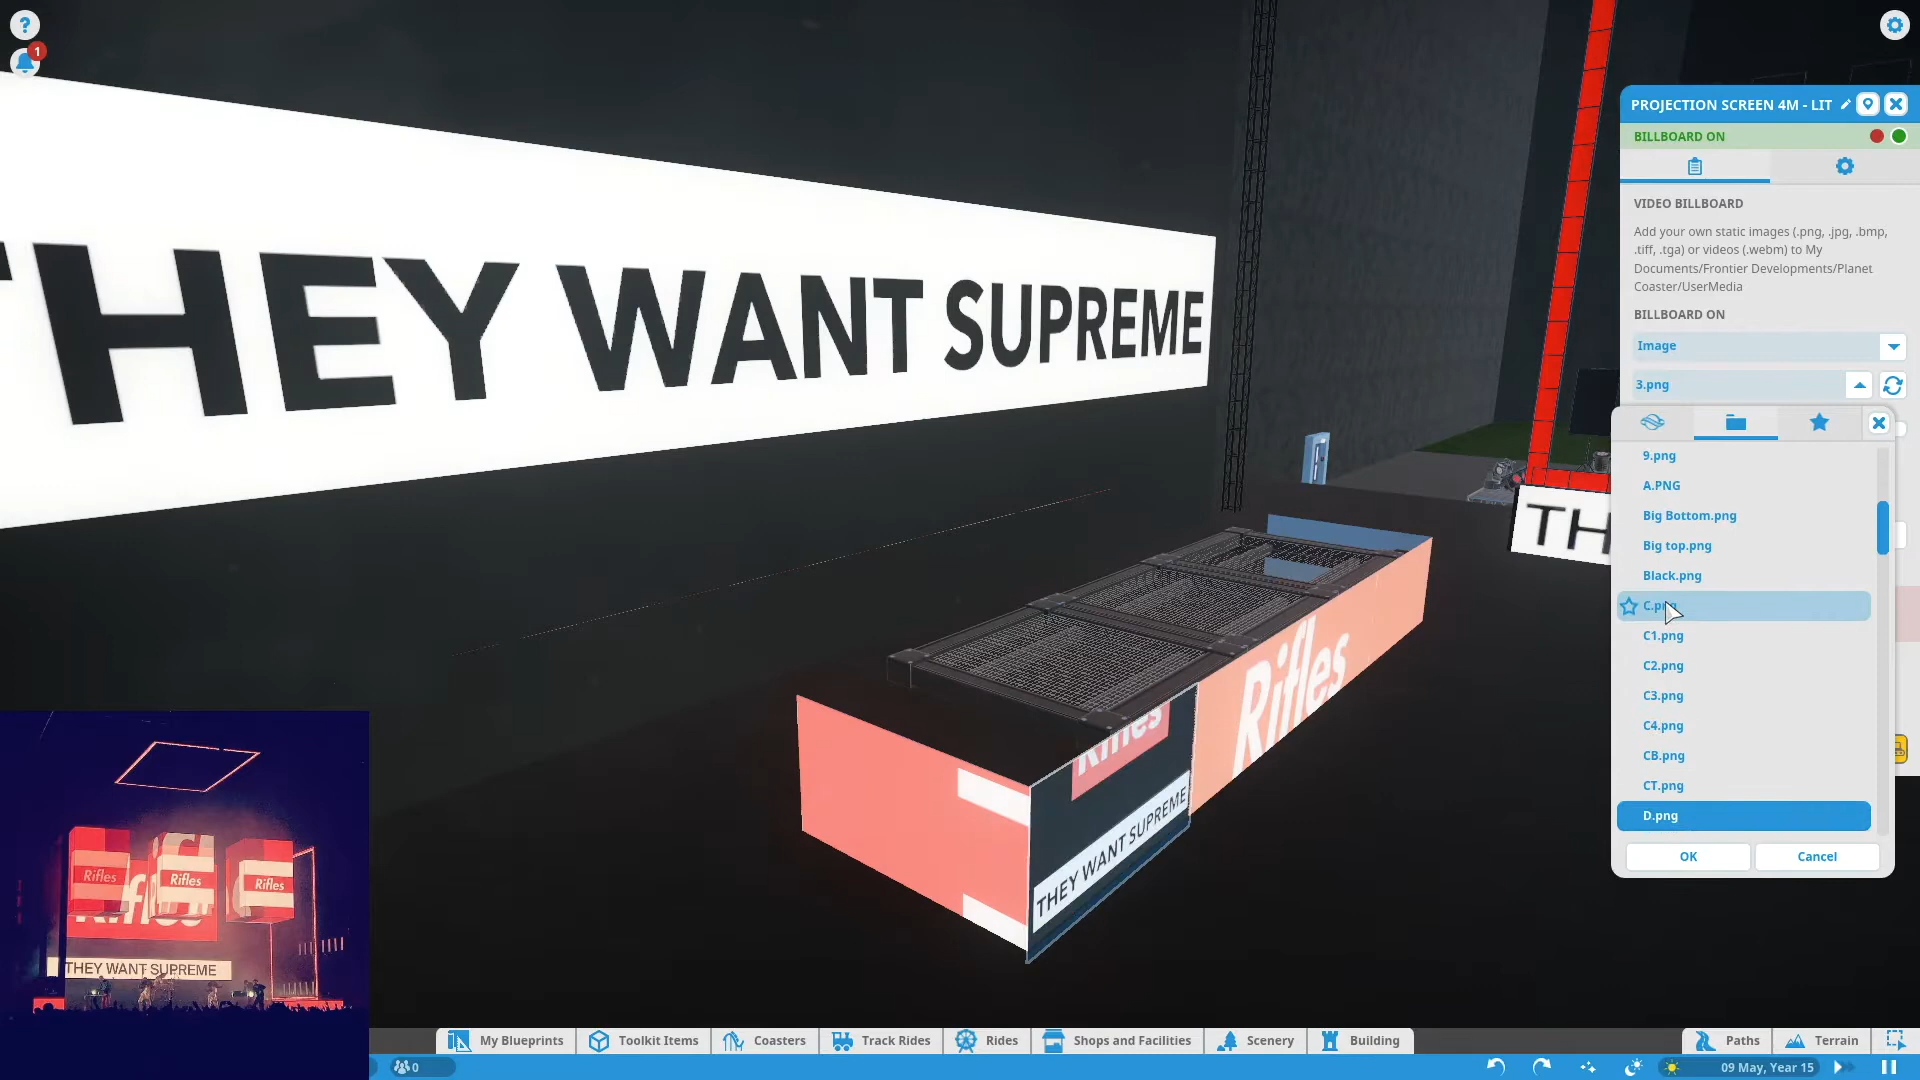 ?
1
THEY WANT SUPREME
PROJECTION SCREEN 4M - LIT
BILLBOARD ON
VIDEO BILLBOARD
Add your own static images (.png, .jpg, .bmp,
.tiff, .tga) or videos (.webm) to My
Documents/Frontier Developments/Planet
Coaster/UserMedia
BILLBOARD ON
Image
3.png
9.png
A.PNG
Big Bottom.png
Big top.png
Black.png
C.png
C1.png
C2.png
C3.png
C4.png
CB.png
CT.png
D.png
OK
Cancel
TH
Rifles
Rifles
THEY WANT SUPREME
Rifles
Rifles
Rifles
THEY WANT SUPREME
My Blueprints
Toolkit Items
Coasters
Track Rides
Rides
Shops and Facilities
Scenery
Building
Paths
Terrain
0
09 May, Year 15